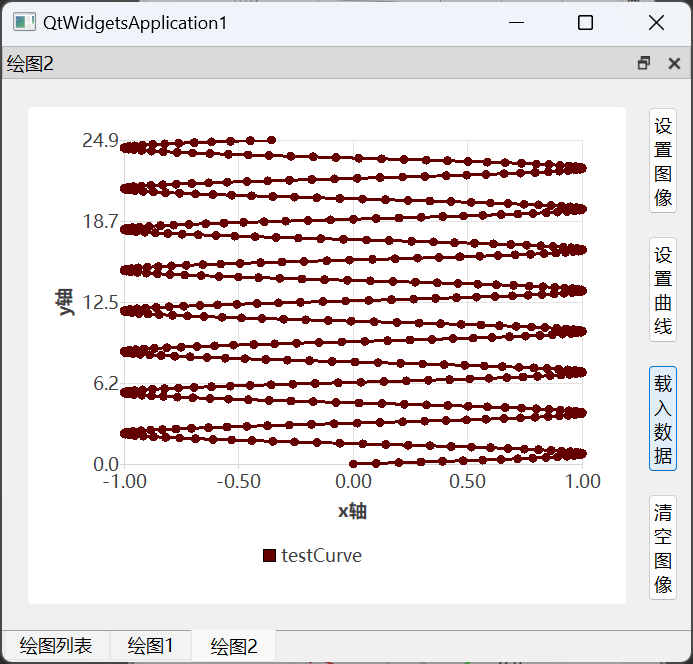 QtWidgetsApplication1
绘图2
24.9
18.7
12.5
6.2
0.0
y轴
-1.00 -0.50 0.00 0.50 1.00
x轴
testCurve
设置图像
设置曲线
载入数据
清空图像
绘图列表 绘图1 绘图2